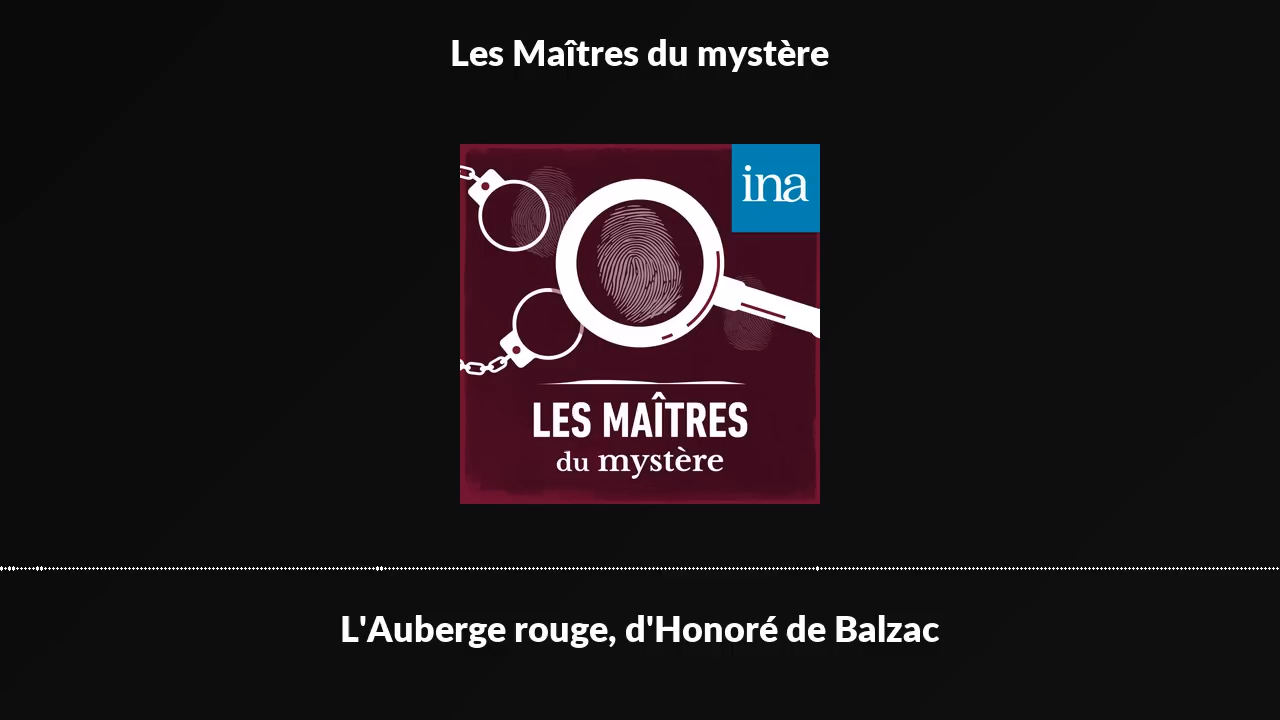 Les Maîtres du mystère
ina
LES MAÎTRES
du mystère
L'Auberge rouge, d'Honoré de Balzac